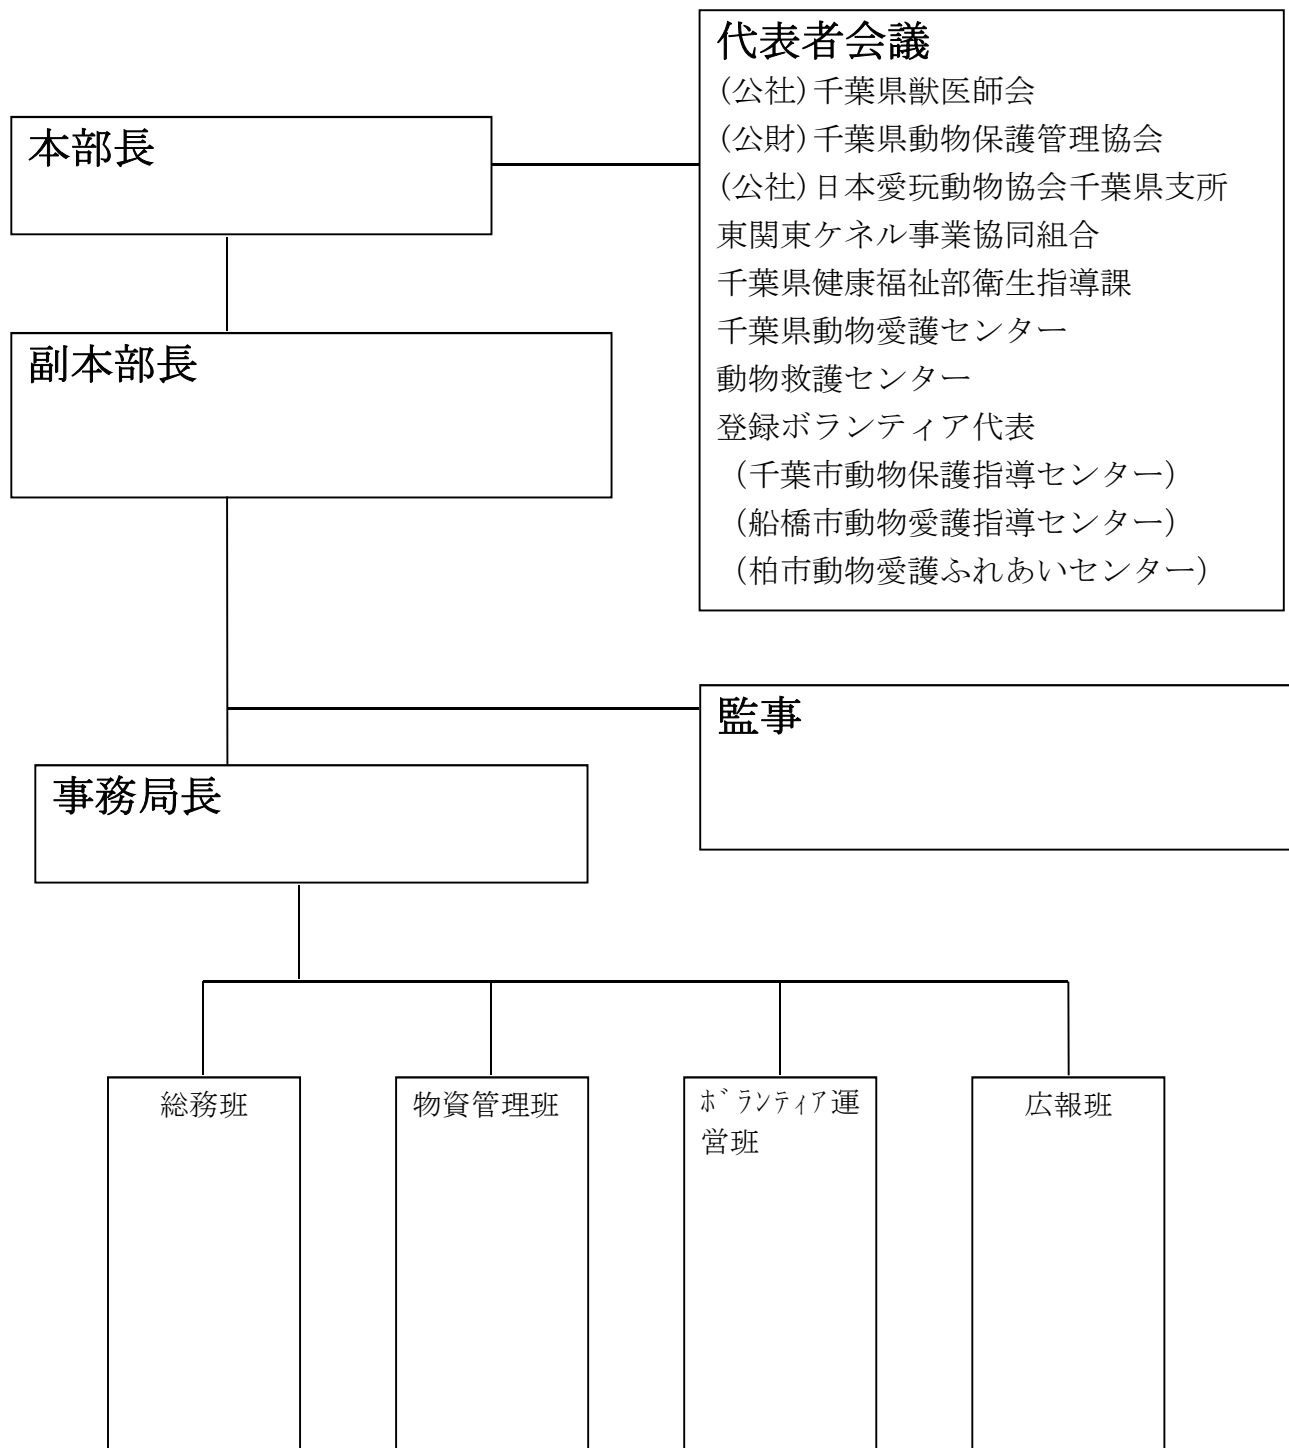 代表者会議
(公社)千葉県獣医師会
(公財)千葉県動物保護管理協会
(公社)日本愛玩動物協会千葉県支所
東関東ケネル事業協同組合
千葉県健康福祉部衛生指導課
千葉県動物愛護センター
動物救護センター
登録ボランティア代表
（千葉市動物保護指導センター）
（船橋市動物愛護指導センター）
（柏市動物愛護ふれあいセンター）
本部長
副本部長
監事
事務局長
総務班
物資管理班
ﾎﾞﾗﾝﾃｨｱ運
営班
広報班